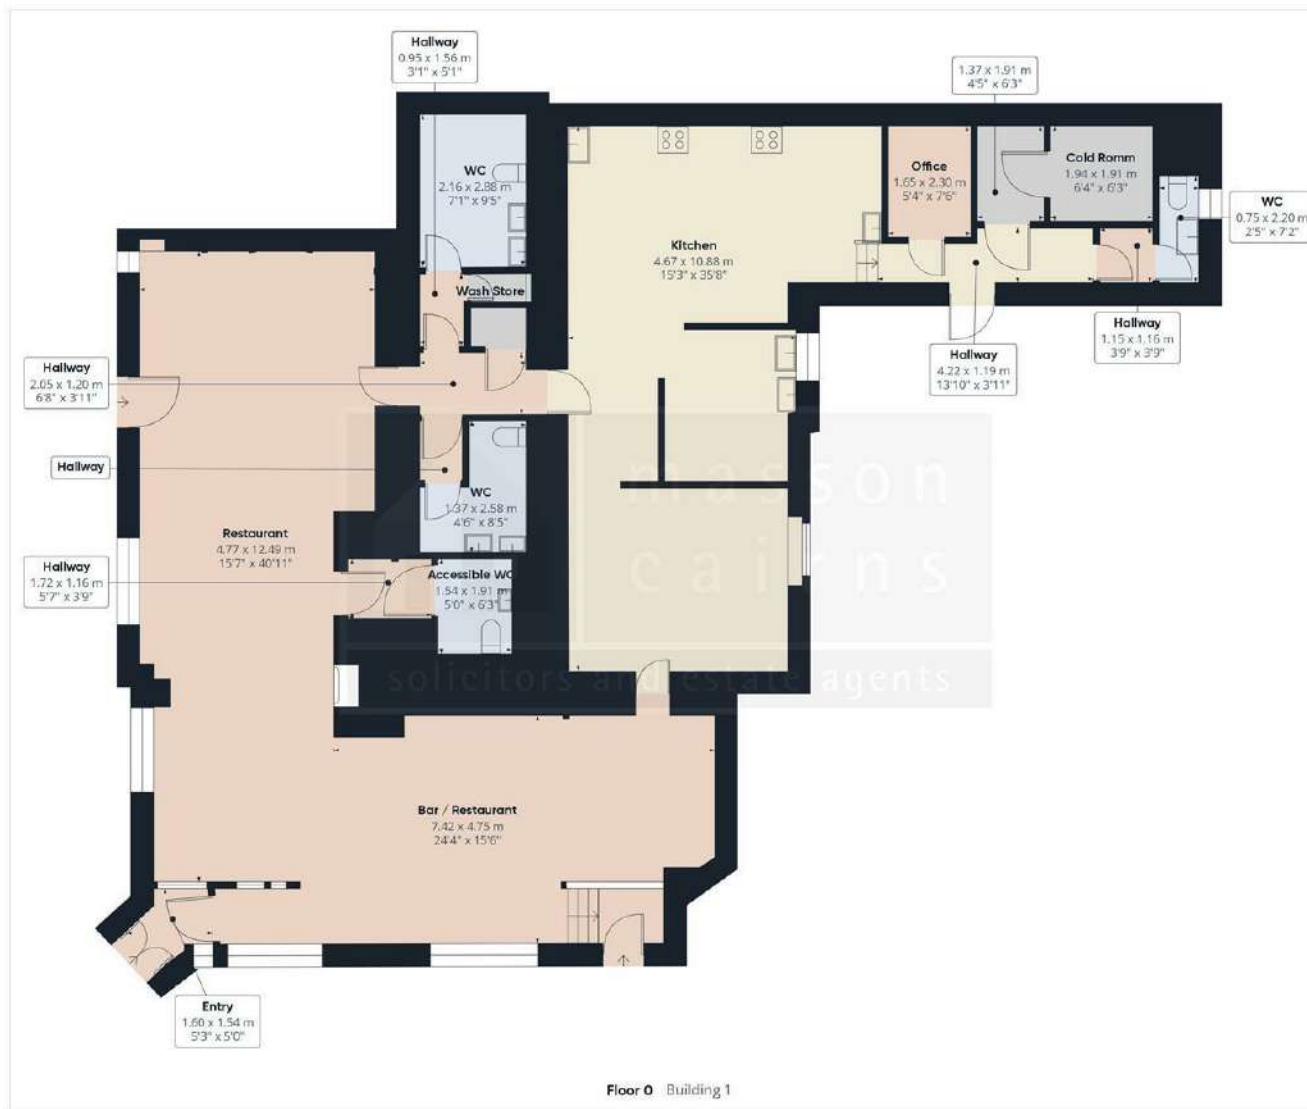 Hallway
0.95 x 1.56 m
3'1" x 5'1"
1.37 x 1.91 m
4'5" x 6'3"
WC
2.16 x 2.88 m
7'1" x 9'5"
Office
1.65 x 2.30 m
5'4" x 7'6"
Cold Romm
1.94 x 1.91 m
6'4" x 6'3"
WC
0.75 x 2.20 m
2'5" x 7'2"
Kitchen
4.67 x 10.88 m
15'3" x 35'8"
Wash Store
Hallway
1.15 x 1.16 m
3'9" x 3'9"
Hallway
4.22 x 1.19 m
13'10" x 3'11"
Hallway
2.05 x 1.20 m
6'8" x 3'11"
Hallway
WC
1.37 x 2.58 m
4'6" x 8'5"
masson
cairns
solicitors and estate agents
Restaurant
4.77 x 12.49 m
15'7" x 40'11"
Hallway
1.72 x 1.16 m
5'7" x 3'9"
Accessible WC
1.54 x 1.91 m
5'0" x 6'3"
Bar / Restaurant
7.42 x 4.75 m
24'4" x 15'6"
Entry
1.60 x 1.54 m
5'3" x 5'0"
Floor 0 Building 1